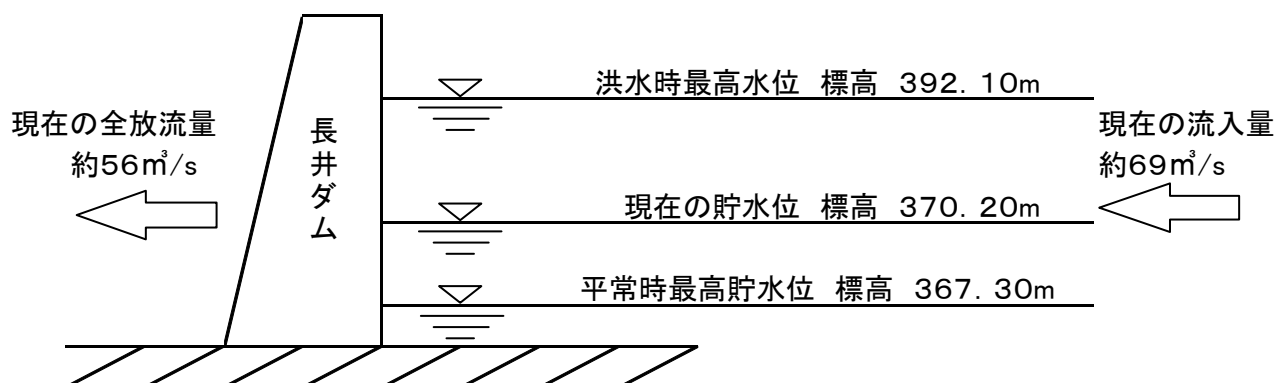 洪水時最高水位 標高 392.10m
現在の全放流量
約56㎥/s
長井ダム
現在の流入量
約69㎥/s
現在の貯水位 標高 370.20m
平常時最高貯水位 標高 367.30m